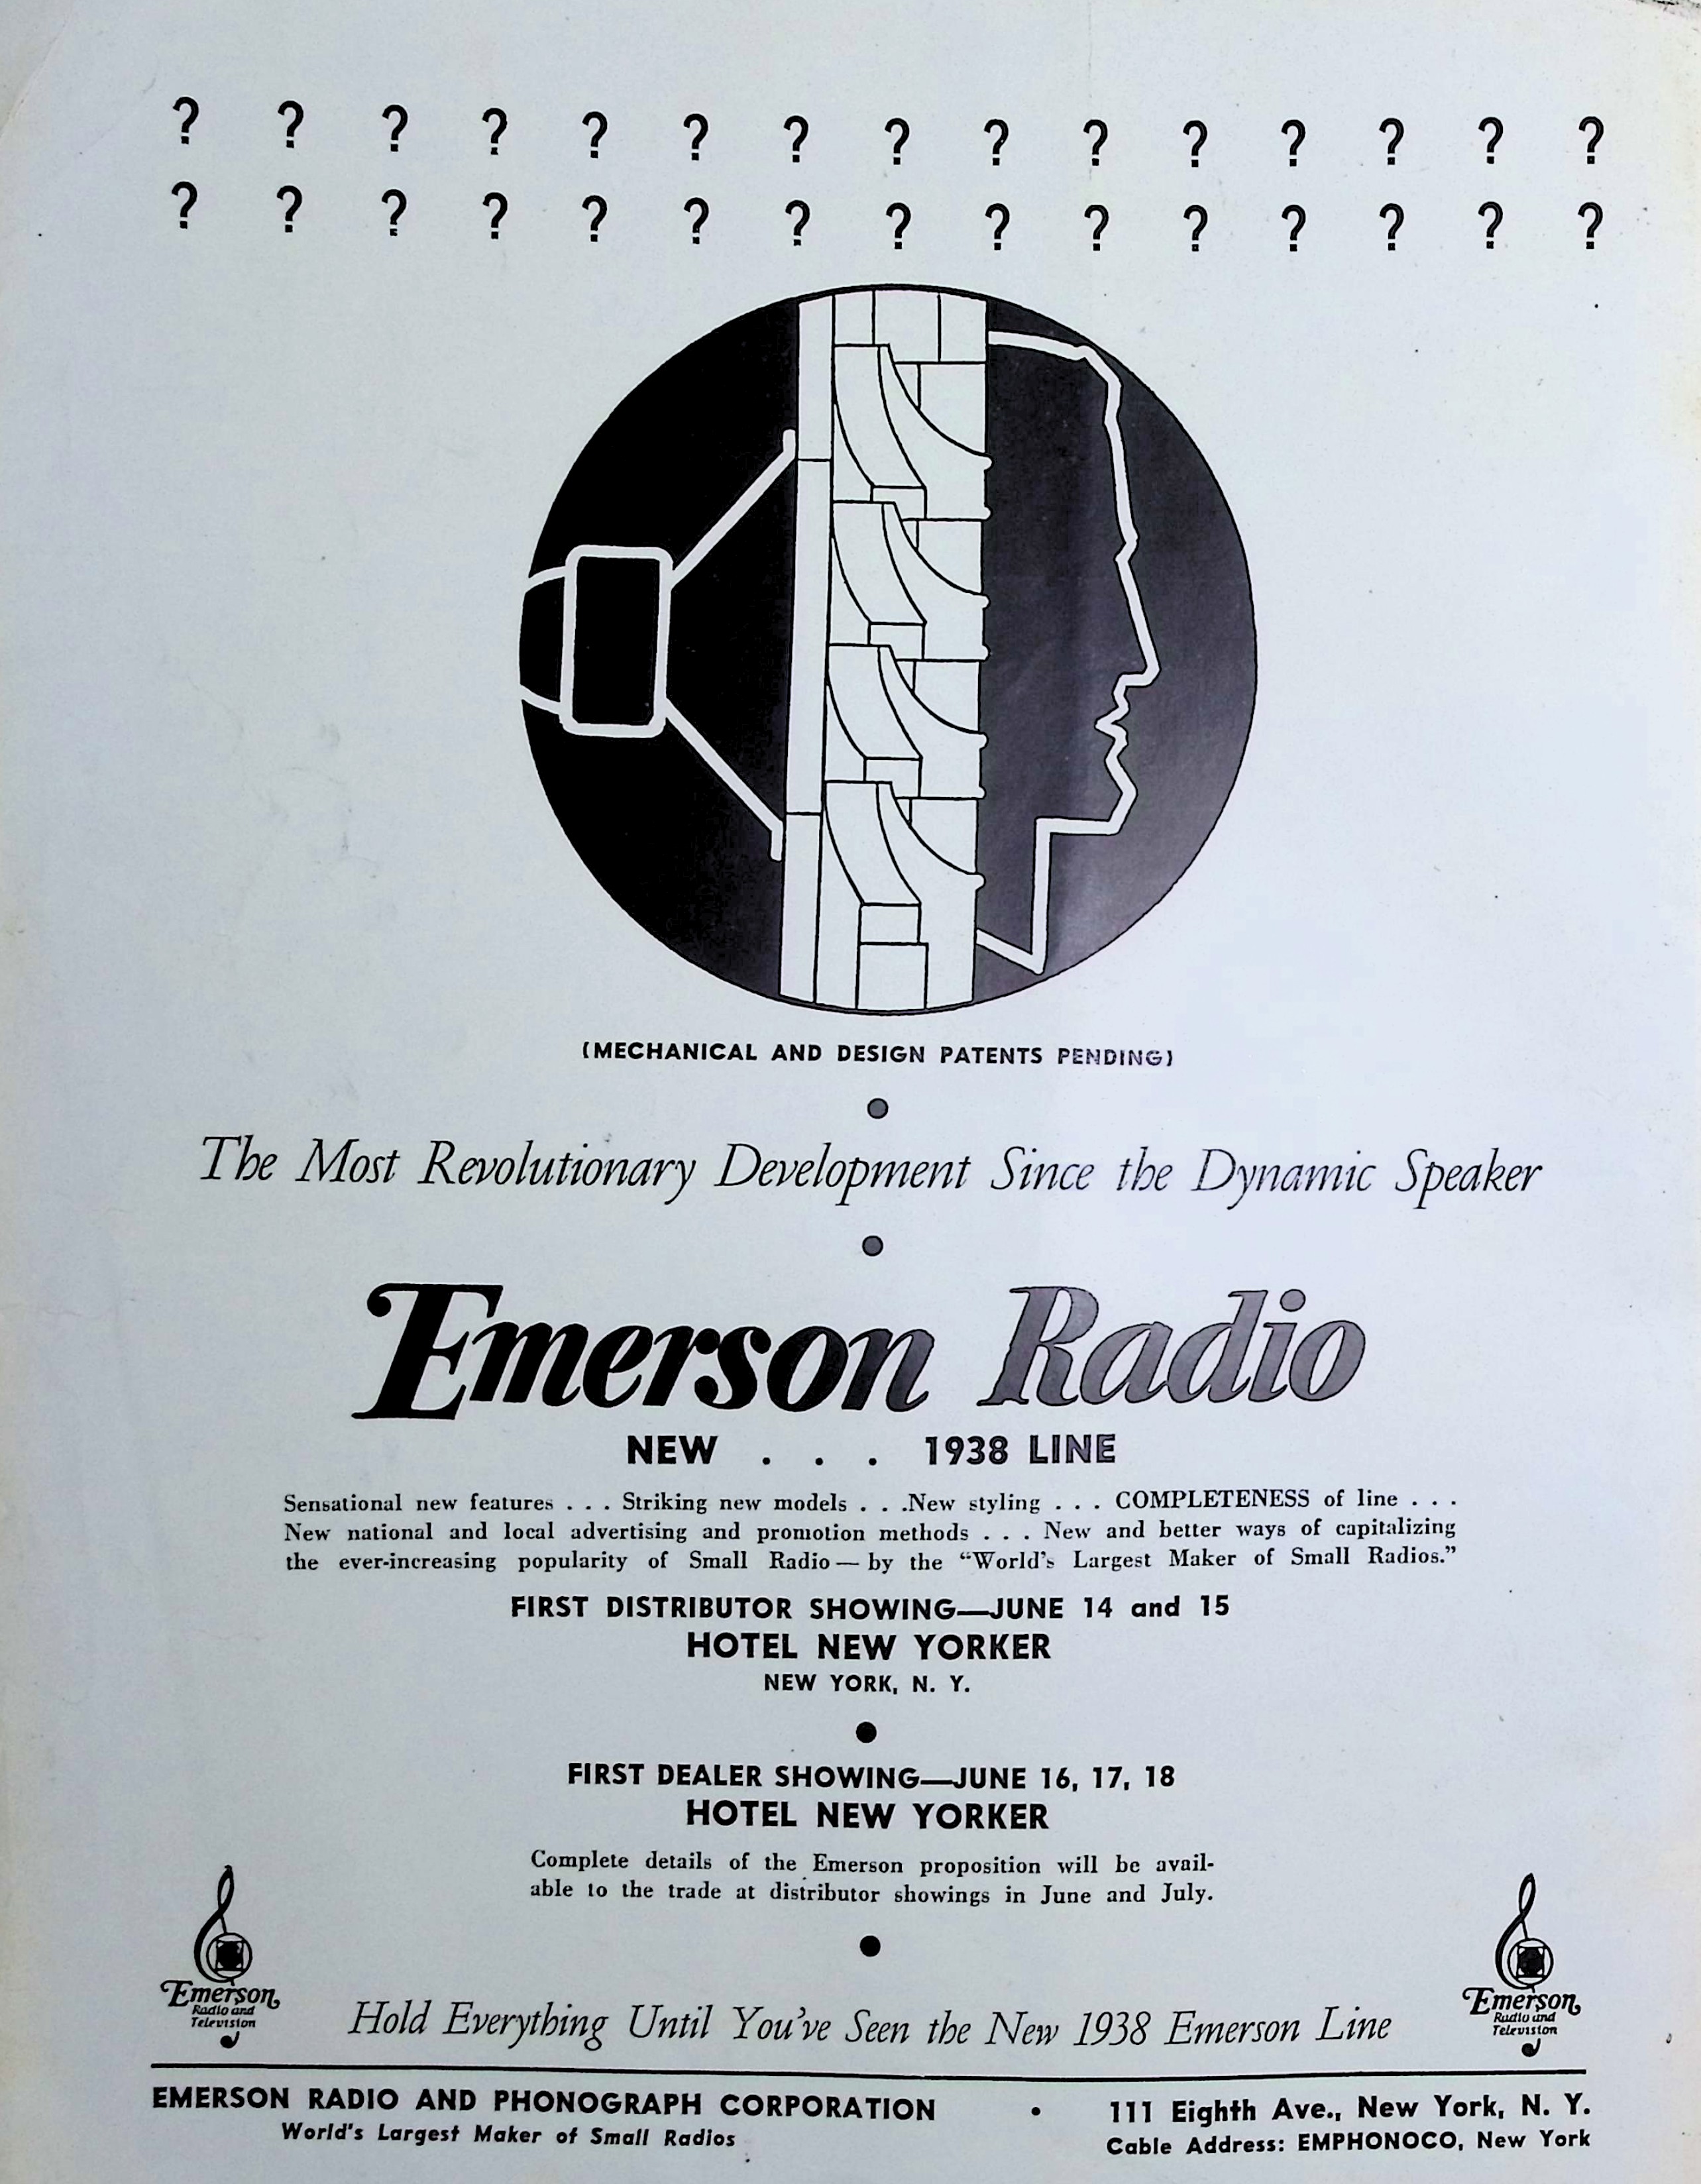 ? ? ? ? ? ? ? ? ? ? ? ? ? ? ?
? ? ? ? ? ? ? ? ? ? ? ? ? ? ?
(MECHANICAL AND DESIGN PATENTS PENDING)
The Most Revolutionary Development Since the Dynamic Speaker
Emerson Radio
NEW . . . 1938 LINE
Sensational new features . . . Striking new models . . .New styling . . . COMPLETENESS of line . . .
New national and local advertising and promotion methods . . . New and better ways of capitalizing
the ever-increasing popularity of Small Radio — by the “World's Largest Maker of Small Radios.”
FIRST DISTRIBUTOR SHOWING—JUNE 14 and 15
HOTEL NEW YORKER
NEW YORK, N. Y.
FIRST DEALER SHOWING—JUNE 16, 17, 18
HOTEL NEW YORKER
Complete details of the Emerson proposition will be avail-
able to the trade at distributor showings in June and July.
Emerson
Radio and
Television
Hold Everything Until You've Seen the New 1938 Emerson Line
Emerson
Radio and
Television
EMERSON RADIO AND PHONOGRAPH CORPORATION • 111 Eighth Ave., New York, N. Y.
World's Largest Maker of Small Radios Cable Address: EMPHONOCO, New York